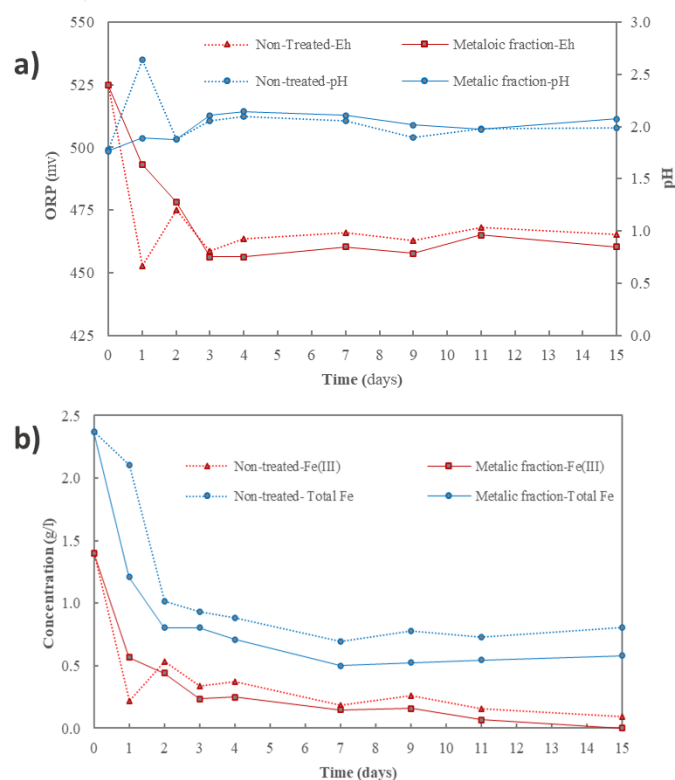 a)
550
525
500
475
450
425
ORP (mv)
3.0
2.5
2.0
1.5
1.0
0.5
0.0
pH
Non-Treated-Eh
Metaloic fraction-Eh
Non-treated-pH
Metalic fraction-pH
0 1 2 3 4 5 6 7 8 9 10 11 12 13 14 15
Time (days)
b)
2.5
2.0
1.5
1.0
0.5
0.0
Concentration (g/l)
Non-treated-Fe(III)
Metalic fraction-Fe(III)
Non-treated- Total Fe
Metalic fraction-Total Fe
0 1 2 3 4 5 6 7 8 9 10 11 12 13 14 15
Time (days)